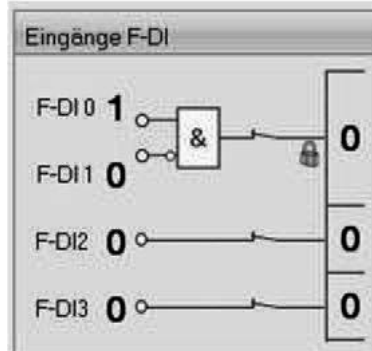 Eingänge F-DI
F-DI 0 1
&
0
F-DI 1 0
F-DI2 0
0
F-DI3 0
0